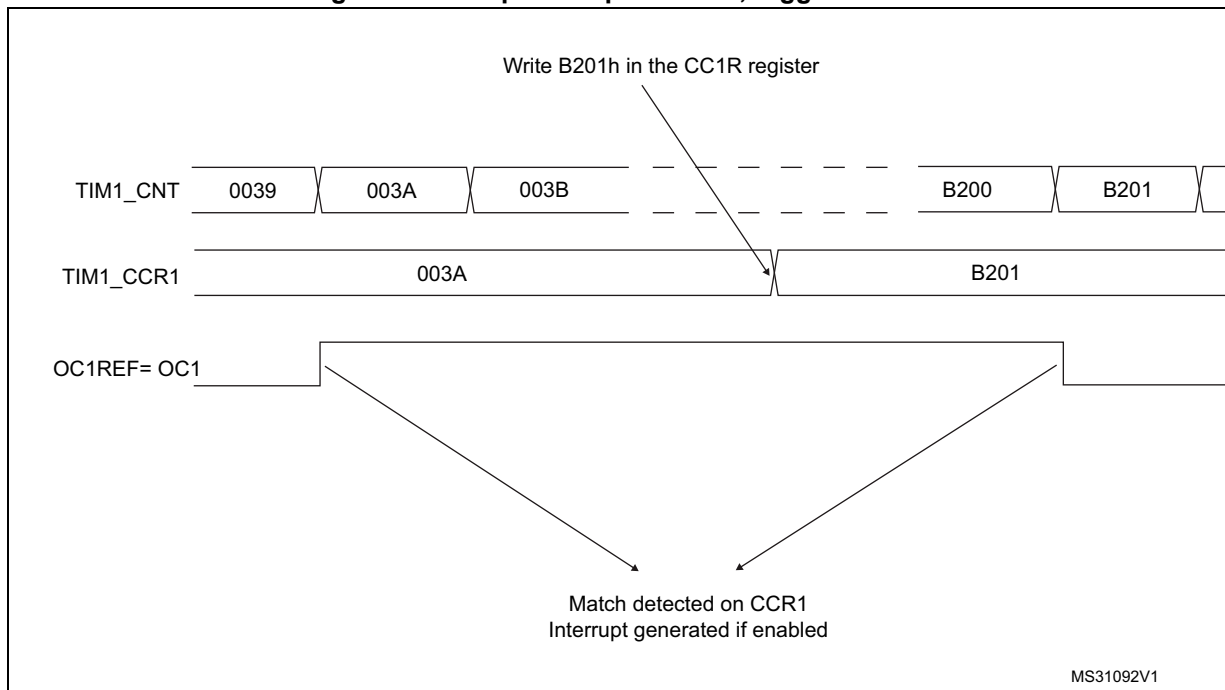 Write B201h in the CC1R register
TIM1_CNT 0039 003A 003B B200 B201
TIM1_CCR1 003A B201
OC1REF= OC1
Match detected on CCR1
Interrupt generated if enabled
MS31092V1